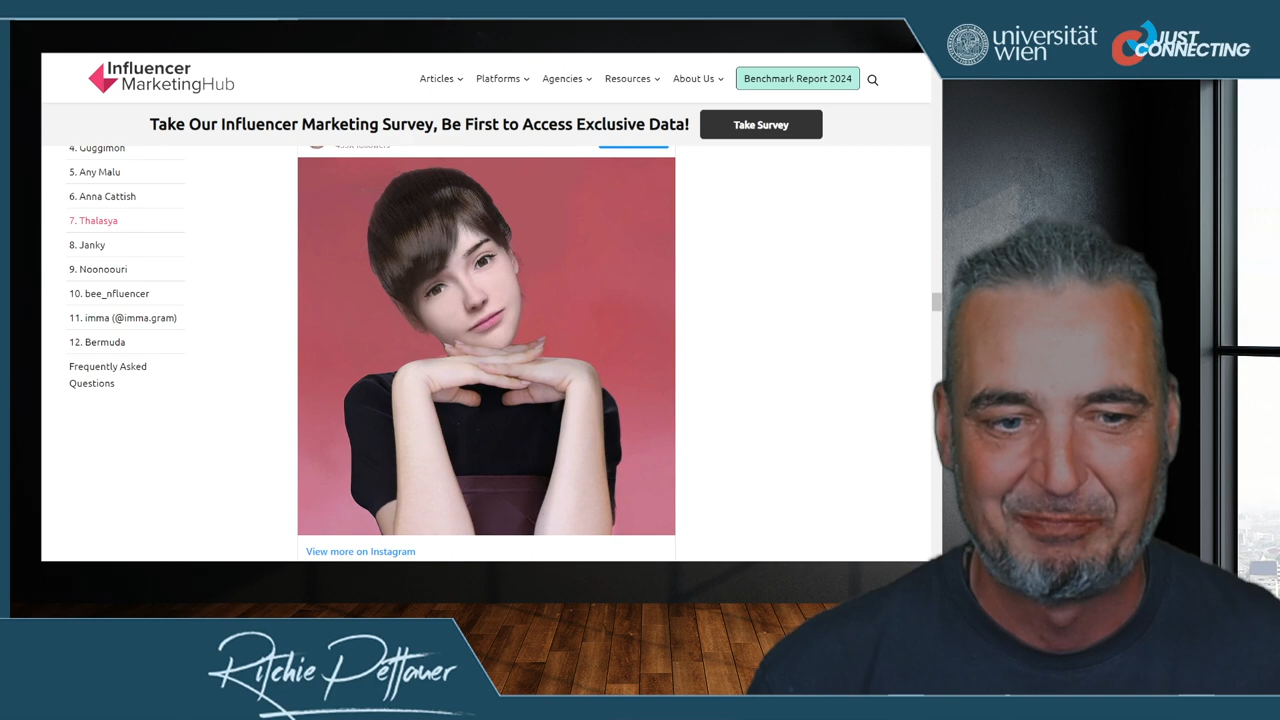 universität
wien
JUST
CONNECTING
Influencer
MarketingHub
Articles
Platforms
Agencies
Resources
About Us
Benchmark Report 2024
Take Our Influencer Marketing Survey, Be First to Access Exclusive Data!
Take Survey
4. Guggimon
5. Any Malu
6. Anna Cattish
7. Thalasya
8. Janky
9. Noonoouri
10. bee_nfluencer
11. imma (@imma.gram)
12. Bermuda
Frequently Asked
Questions
View more on Instagram
Ritchie Pettauer